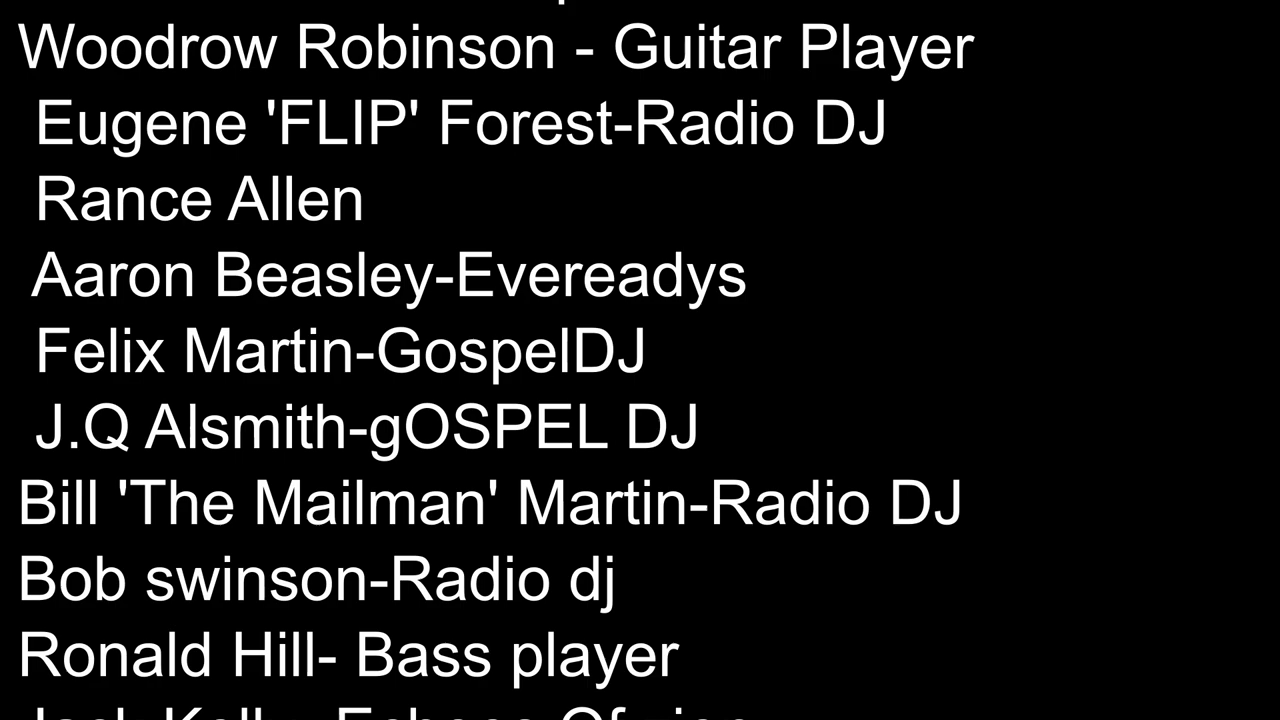 Woodrow Robinson - Guitar Player
Eugene 'FLIP' Forest-Radio DJ
Rance Allen
Aaron Beasley-Evereadys
Felix Martin-GospelDJ
J.Q Alsmith-gOSPEL DJ
Bill 'The Mailman' Martin-Radio DJ
Bob swinson-Radio dj
Ronald Hill- Bass player